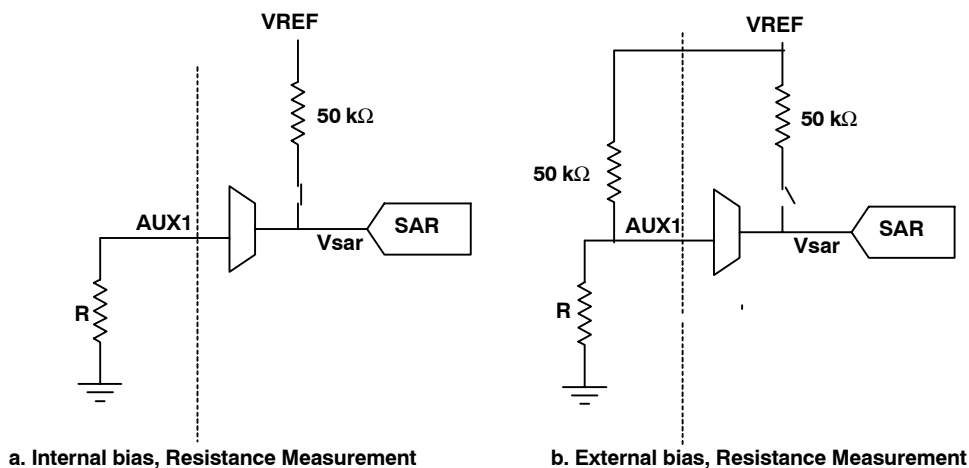 VREF
50 kΩ
AUX1
Vsar
SAR
R
a. Internal bias, Resistance Measurement
VREF
50 kΩ
50 kΩ
AUX1
Vsar
SAR
R
b. External bias, Resistance Measurement